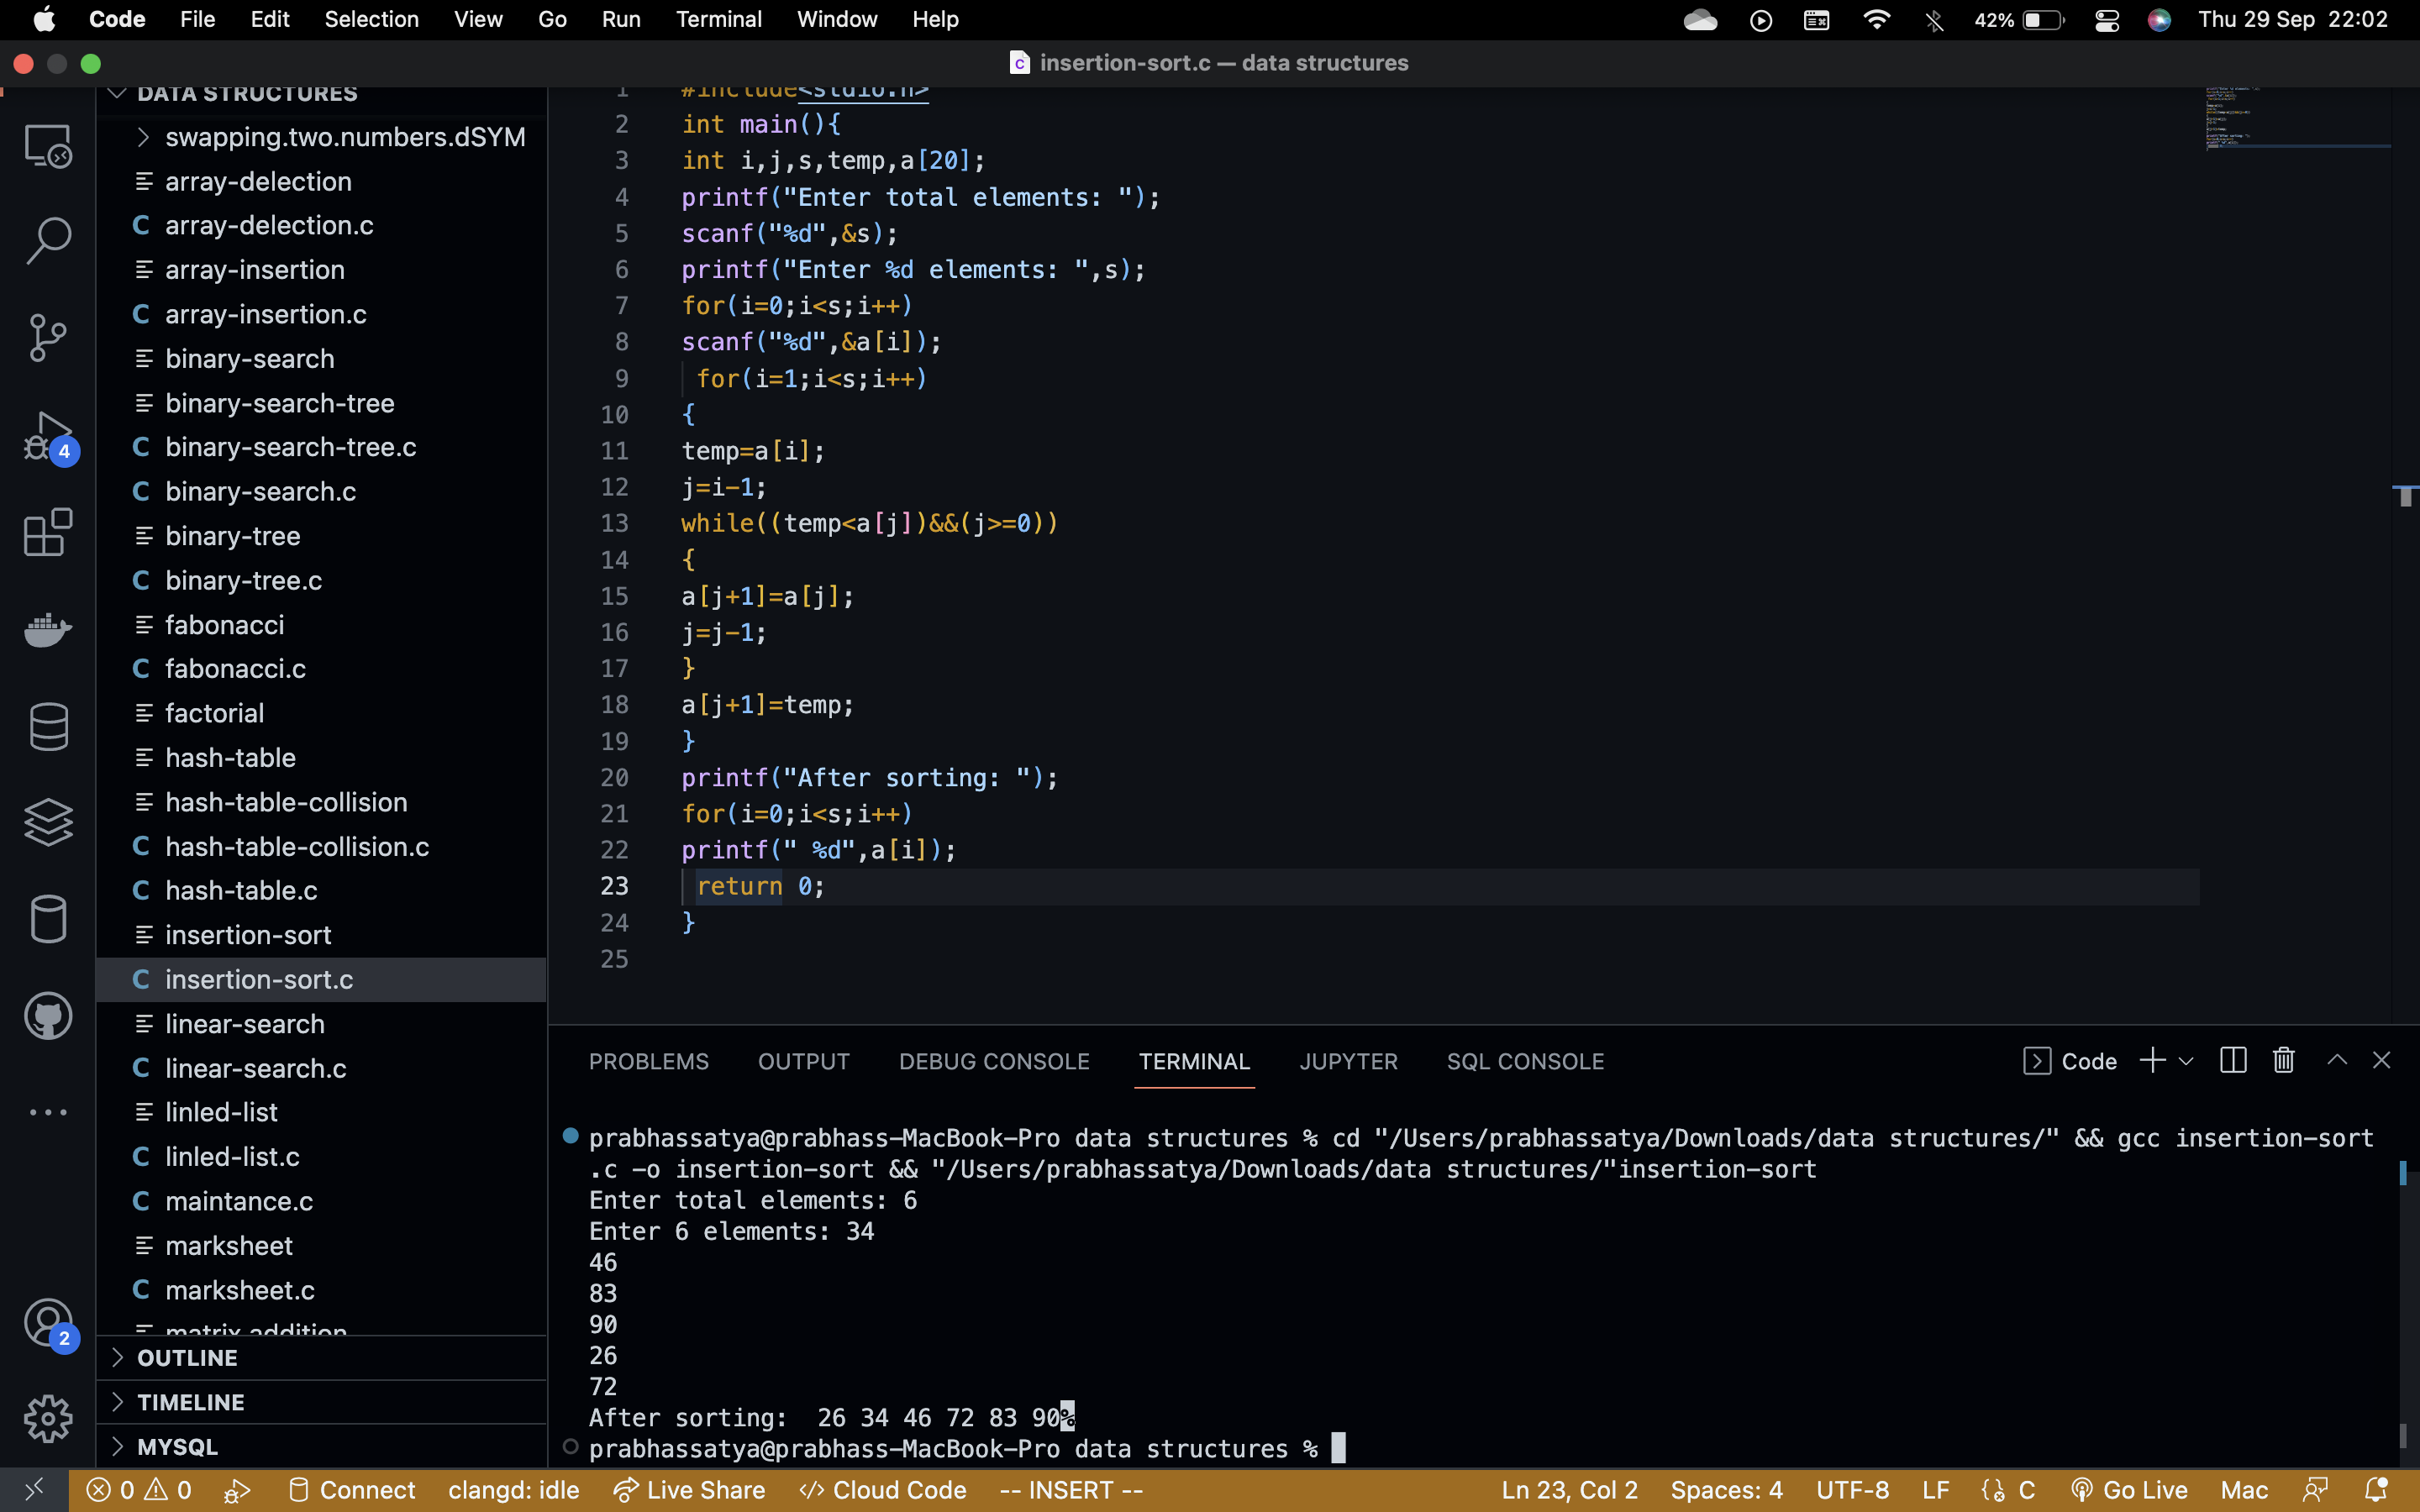 Code File Edit Selection View Go Run Terminal Window Help 42% Thu 29 Sep 22:02
insertion-sort.c — data structures
DATA STRUCTURES
swapping.two.numbers.dSYM
array-delection
array-delection.c
array-insertion
array-insertion.c
binary-search
binary-search-tree
binary-search-tree.c
binary-search.c
binary-tree
binary-tree.c
fabonacci
fabonacci.c
factorial
hash-table
hash-table-collision
hash-table-collision.c
hash-table.c
insertion-sort
insertion-sort.c
linear-search
linear-search.c
linled-list
linled-list.c
maintance.c
marksheet
marksheet.c
matrix addition
OUTLINE
TIMELINE
MYSQL
4
2
1 #include<stdio.h>
2 int main(){
3 int i,j,s,temp,a[20];
4 printf("Enter total elements: ");
5 scanf("%d",&s);
6 printf("Enter %d elements: ",s);
7 for(i=0;i<s;i++)
8 scanf("%d",&a[i]);
9 for(i=1;i<s;i++)
10 {
11 temp=a[i];
12 j=i-1;
13 while((temp<a[j])&&(j>=0))
14 {
15 a[j+1]=a[j];
16 j=j-1;
17 }
18 a[j+1]=temp;
19 }
20 printf("After sorting: ");
21 for(i=0;i<s;i++)
22 printf(" %d",a[i]);
23 return 0;
24 }
25
PROBLEMS OUTPUT DEBUG CONSOLE TERMINAL JUPYTER SQL CONSOLE Code
prabhassatya@prabhass-MacBook-Pro data structures % cd "/Users/prabhassatya/Downloads/data structures/" && gcc insertion-sort
.c -o insertion-sort && "/Users/prabhassatya/Downloads/data structures/"insertion-sort
Enter total elements: 6
Enter 6 elements: 34
46
83
90
26
72
After sorting:  26 34 46 72 83 90%
prabhassatya@prabhass-MacBook-Pro data structures %
0 0 Connect clangd: idle Live Share Cloud Code -- INSERT -- Ln 23, Col 2 Spaces: 4 UTF-8 LF C Go Live Mac